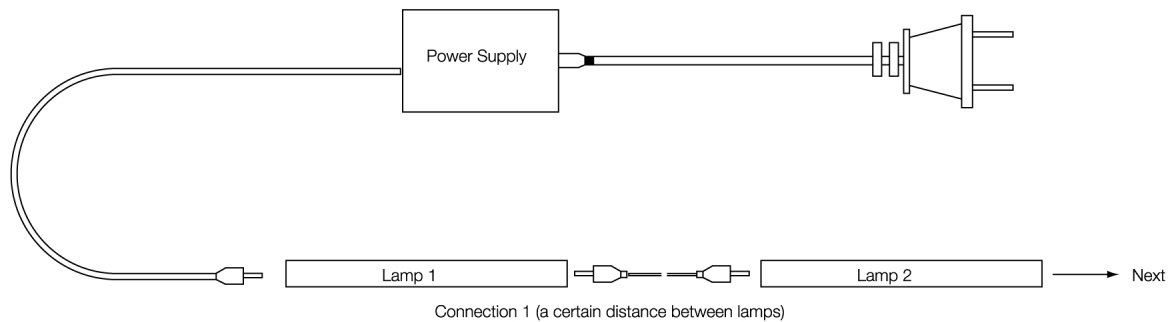 Power Supply
Lamp 1
Lamp 2
Next
Connection 1 (a certain distance between lamps)